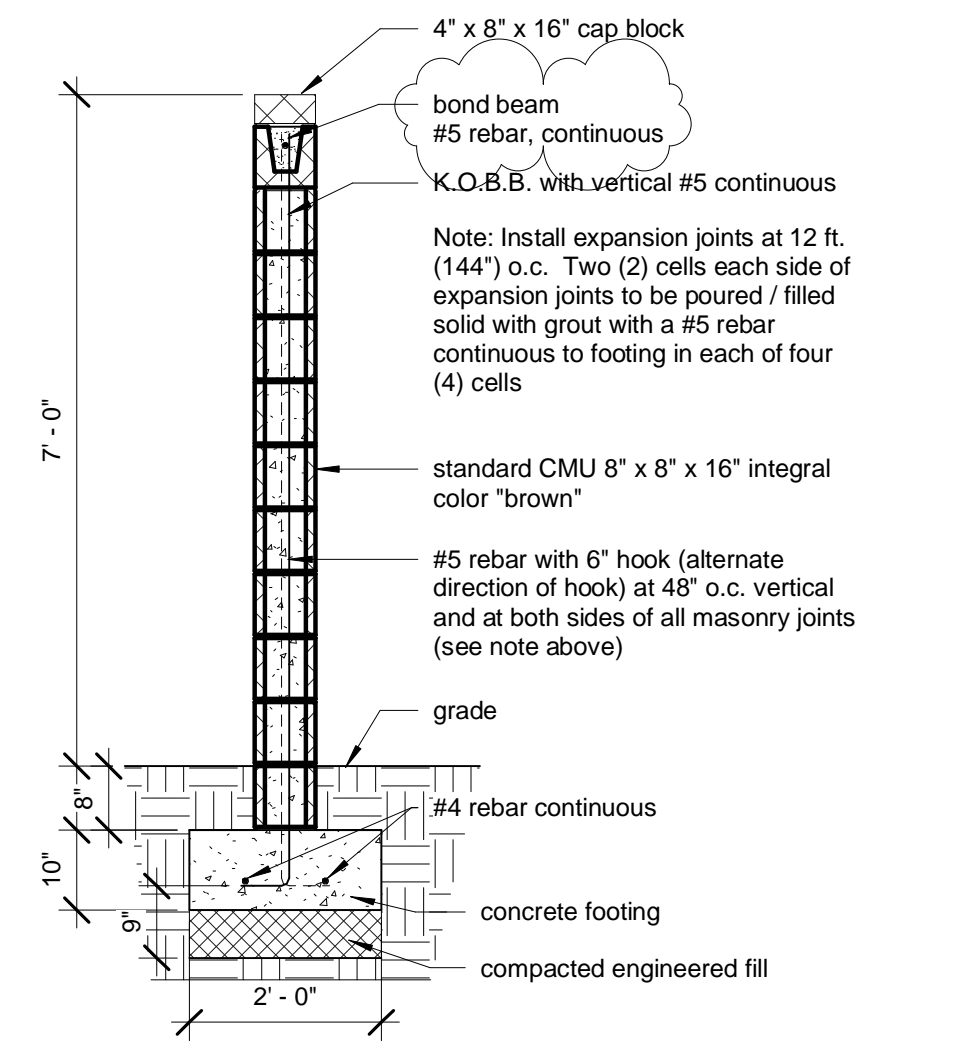 4" x 8" x 16" cap block
bond beam
#5 rebar, continuous
K.O.B.B. with vertical #5 continuous
Note: Install expansion joints at 12 ft.
(144") o.c. Two (2) cells each side of
expansion joints to be poured / filled
solid with grout with a #5 rebar
continuous to footing in each of four
(4) cells
7' - 0"
standard CMU 8" x 8" x 16" integral
color "brown"
#5 rebar with 6" hook (alternate
direction of hook) at 48" o.c. vertical
and at both sides of all masonry joints
(see note above)
grade
8"
#4 rebar continuous
10"
9"
concrete footing
compacted engineered fill
2' - 0"